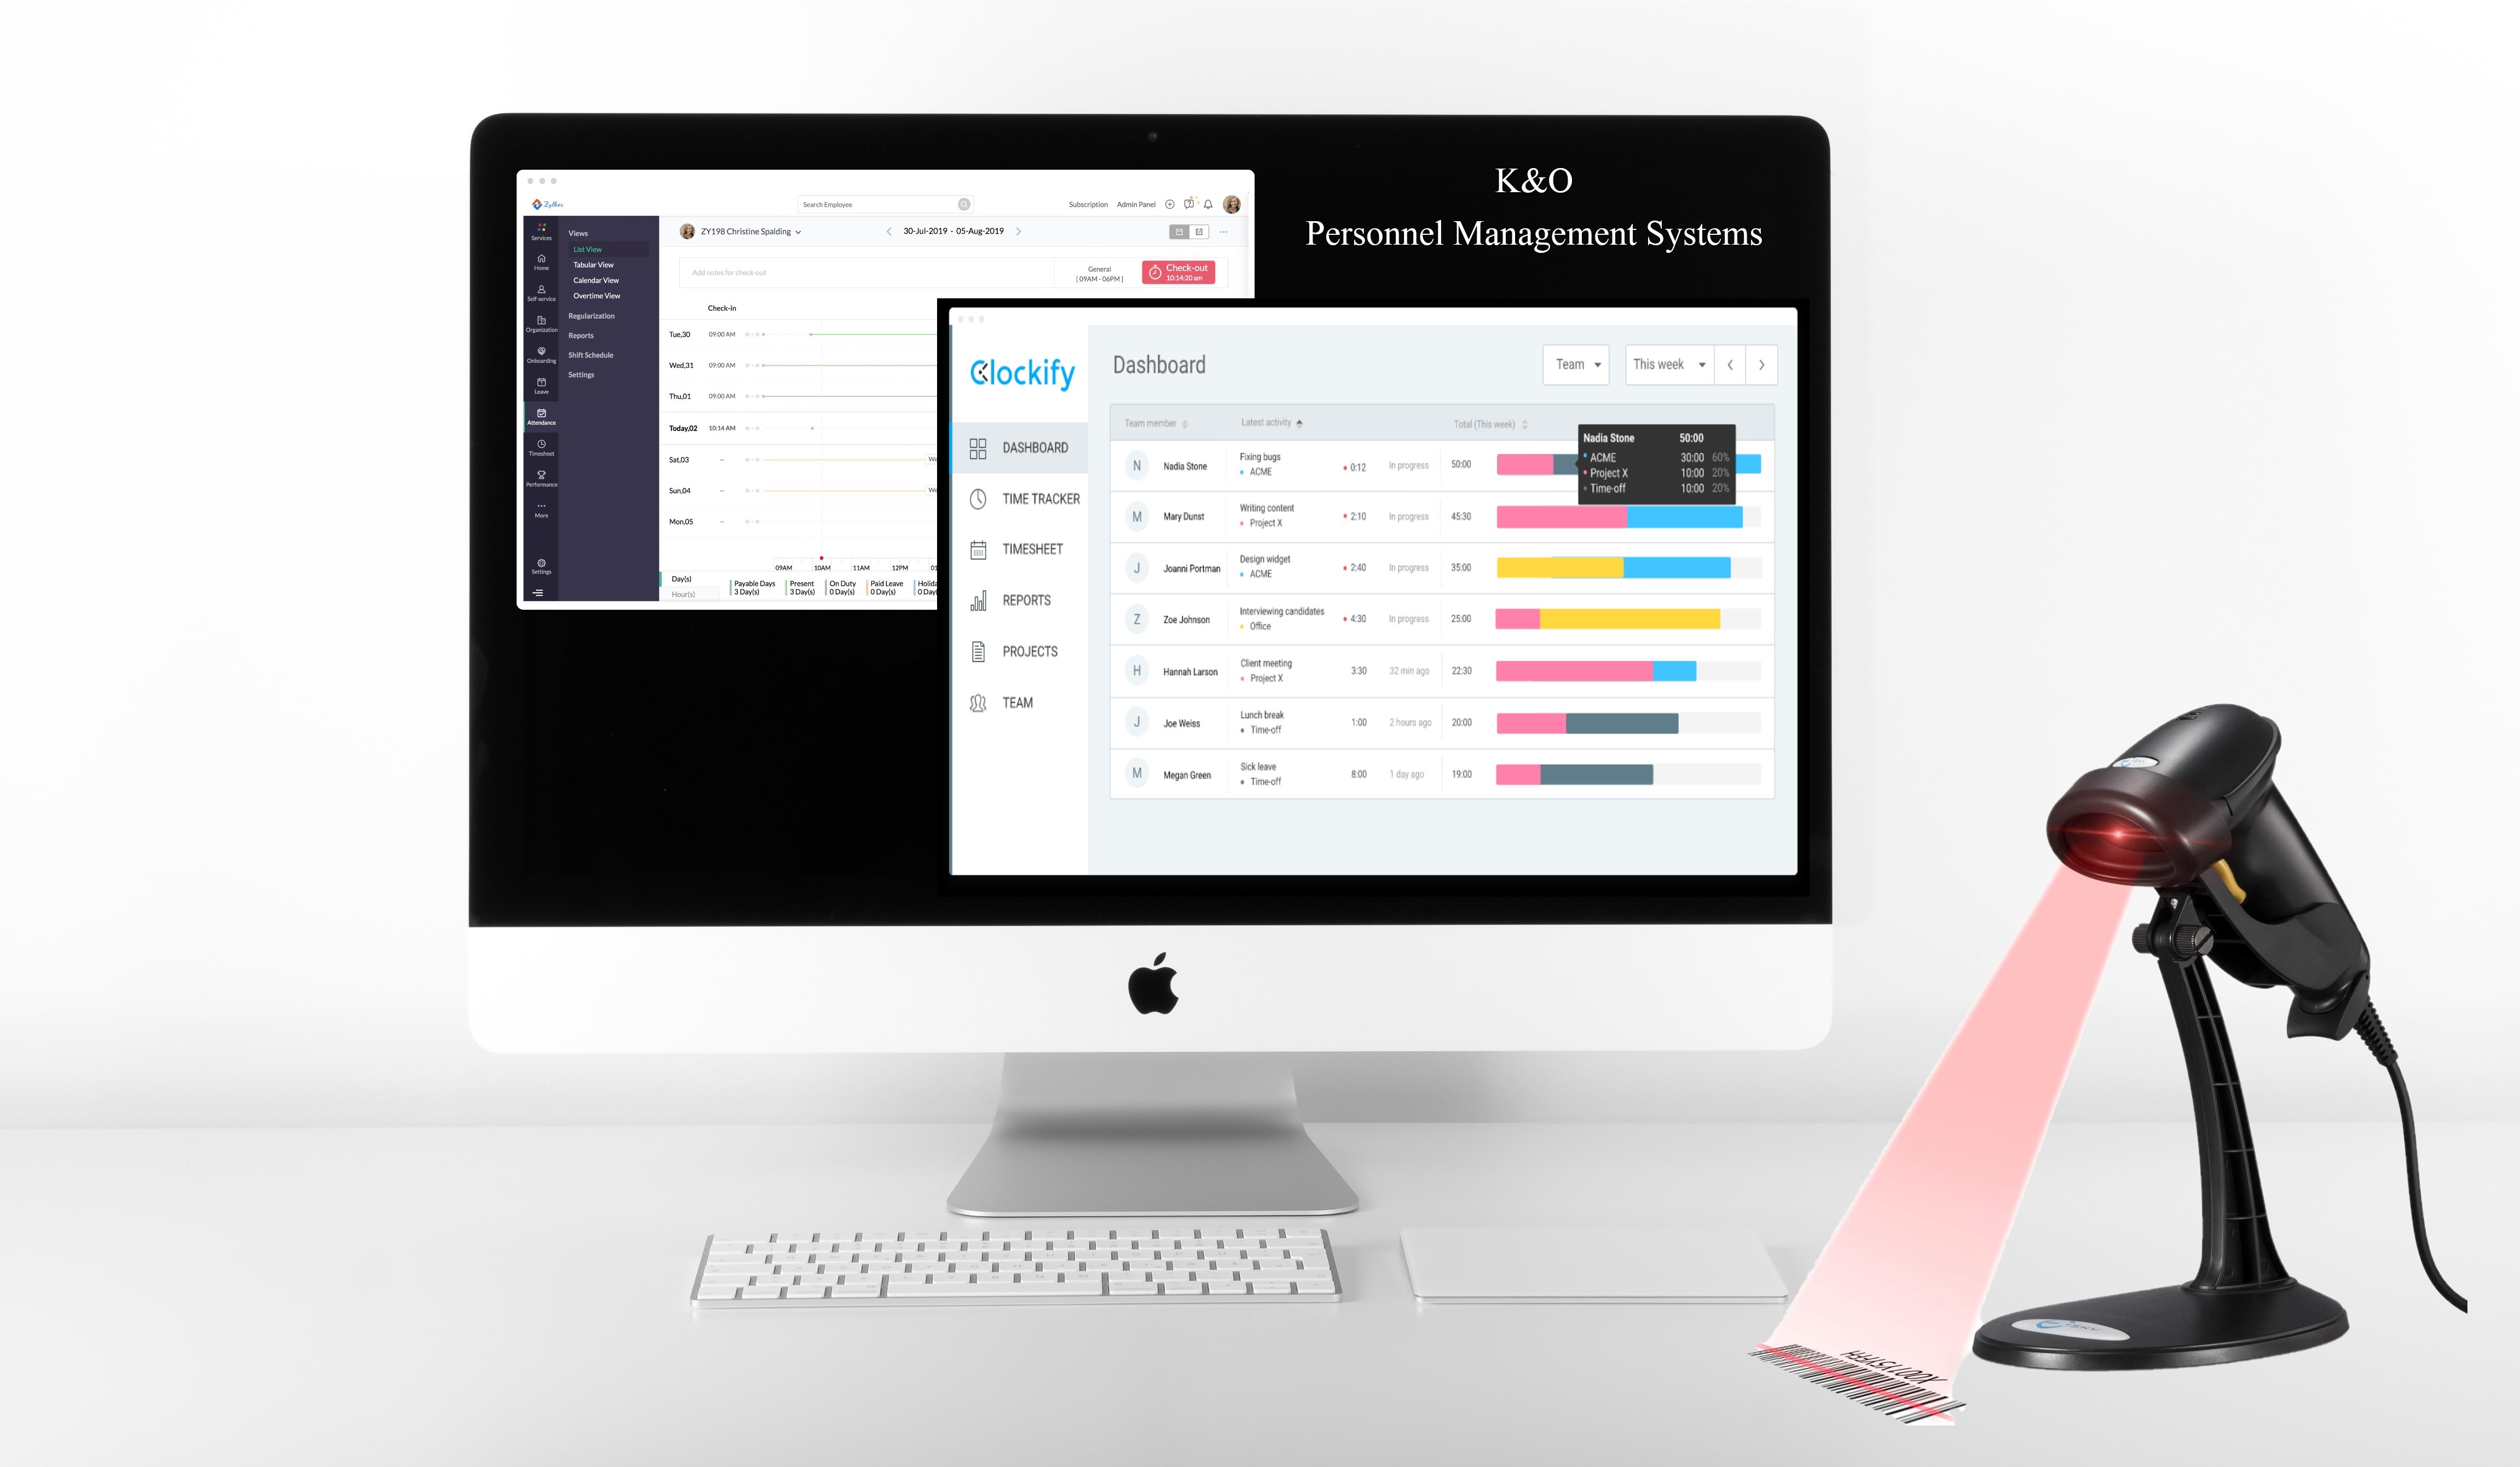 K&O
Personnel Management Systems
Zylker
Search Employee
Subscription Admin Panel
Services
Home
Self-service
Organization
Onboarding
Leave
Attendance
Timesheet
Performance
More
Settings
Views
List View
Tabular View
Calendar View
Overtime View
Regularization
Reports
Shift Schedule
Settings
ZY198 Christine Spalding
30-Jul-2019 - 05-Aug-2019
Add notes for check-out
General
[ 09AM - 06PM ]
Check-out
10:14:20 am
Check-in
Tue,30 09:00 AM
Wed,31 09:00 AM
Thu,01 09:00 AM
Today,02 10:14 AM
Sat,03 -- We
Sun,04 -- We
Mon,05 --
09AM 10AM 11AM 12PM 01
Day(s)
Hour(s)
Payable Days
3 Day(s)
Present
3 Day(s)
On Duty
0 Day(s)
Paid Leave
0 Day(s)
Holida
0 Day
Clockify
DASHBOARD
TIME TRACKER
TIMESHEET
REPORTS
PROJECTS
TEAM
Dashboard
Team
This week
Team member Latest activity Total (This week)
N Nadia Stone Fixing bugs 0:12 In progress 50:00
ACME
Nadia Stone 50:00
ACME 30:00 60%
Project X 10:00 20%
Time-off 10:00 20%
M Mary Dunst Writing content 2:10 In progress 45:30
Project X
J Joanni Portman Design widget 2:40 In progress 35:00
ACME
Z Zoe Johnson Interviewing candidates 4:30 In progress 25:00
Office
H Hannah Larson Client meeting 3:30 32 min ago 22:30
Project X
J Joe Weiss Lunch break 1:00 2 hours ago 20:00
Time-off
M Megan Green Sick leave 8:00 1 day ago 19:00
Time-off